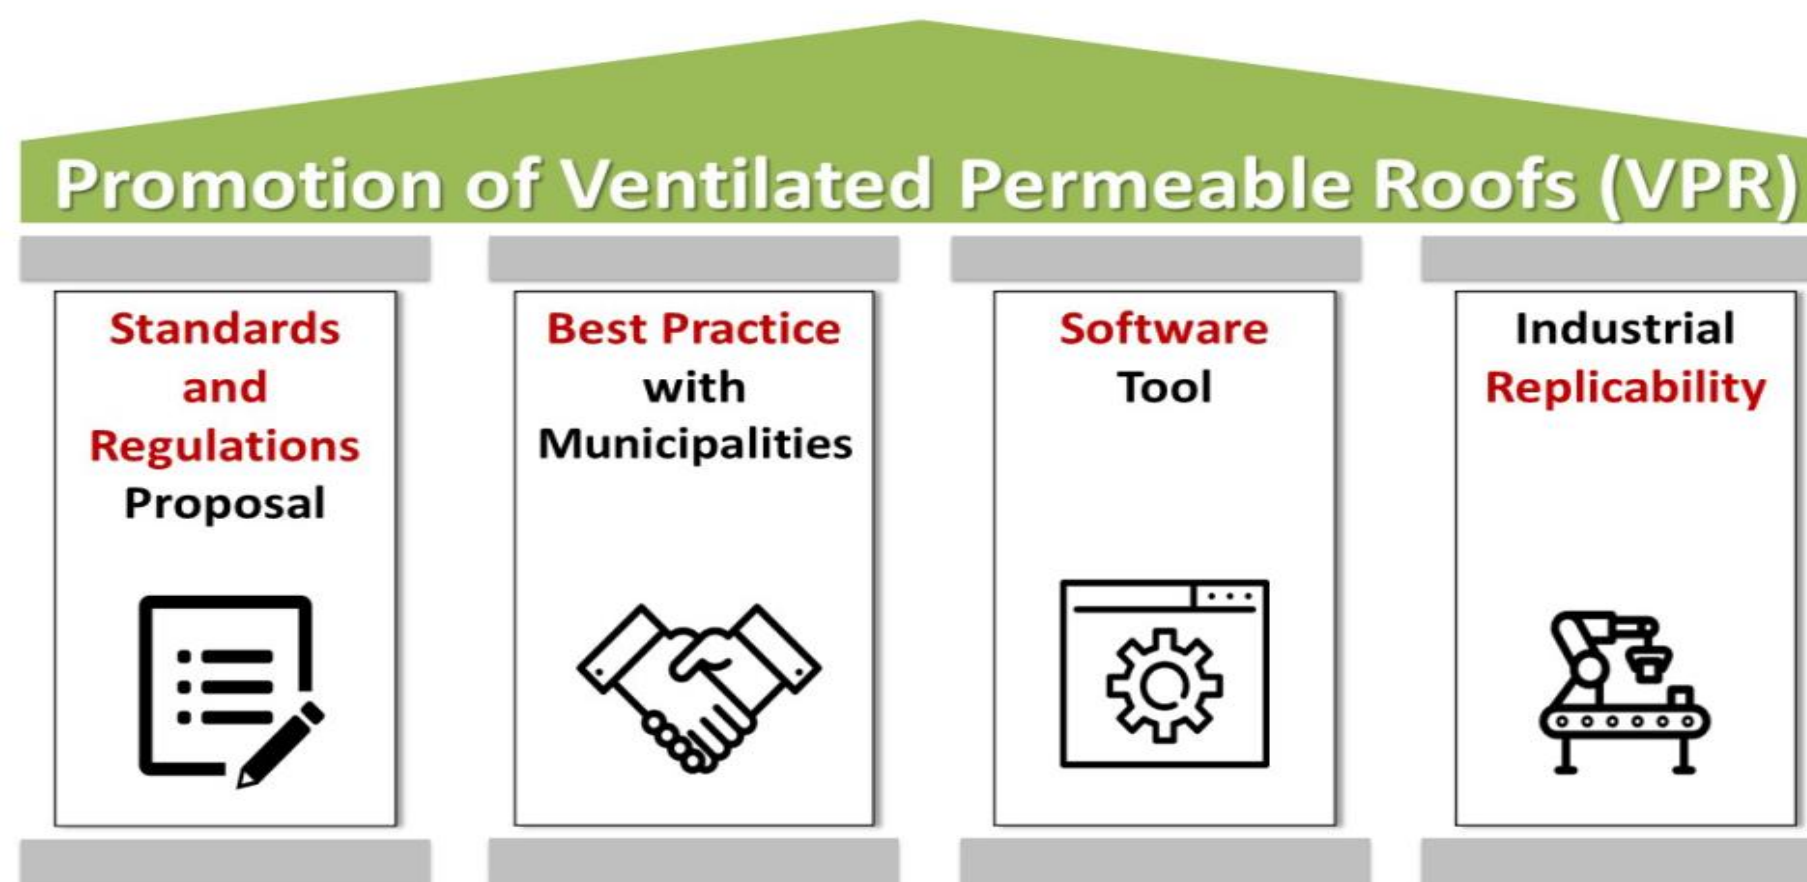 Promotion of Ventilated Permeable Roofs (VPR)
Standards
and
Regulations
Proposal
Best Practice
with
Municipalities
Software
Tool
Industrial
Replicability